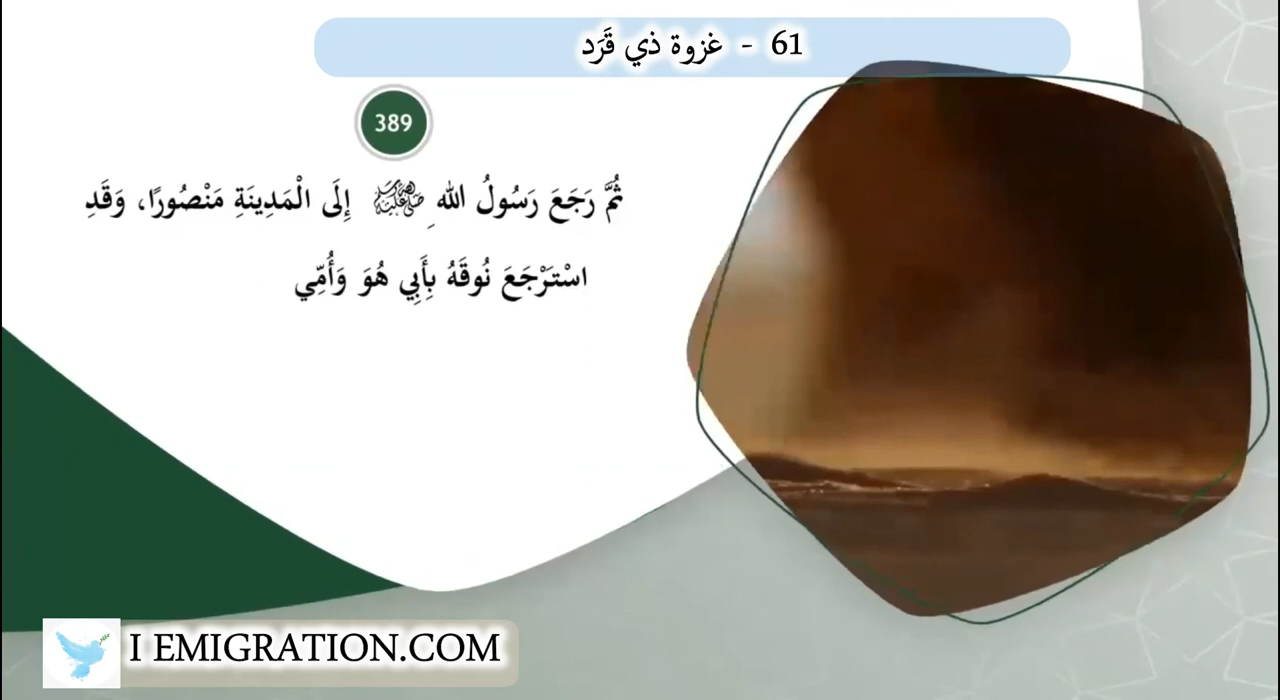 61 - غزوة ذي قَرَد
389
ثُمَّ رَجَعَ رَسُولُ اللهِ ﷺ إِلَى الْمَدِينَةِ مَنْصُورًا، وَقَدِ
اسْتَرْجَعَ نُوقَهُ بِأَبِي هُوَ وَأُمِّي
I EMIGRATION.COM